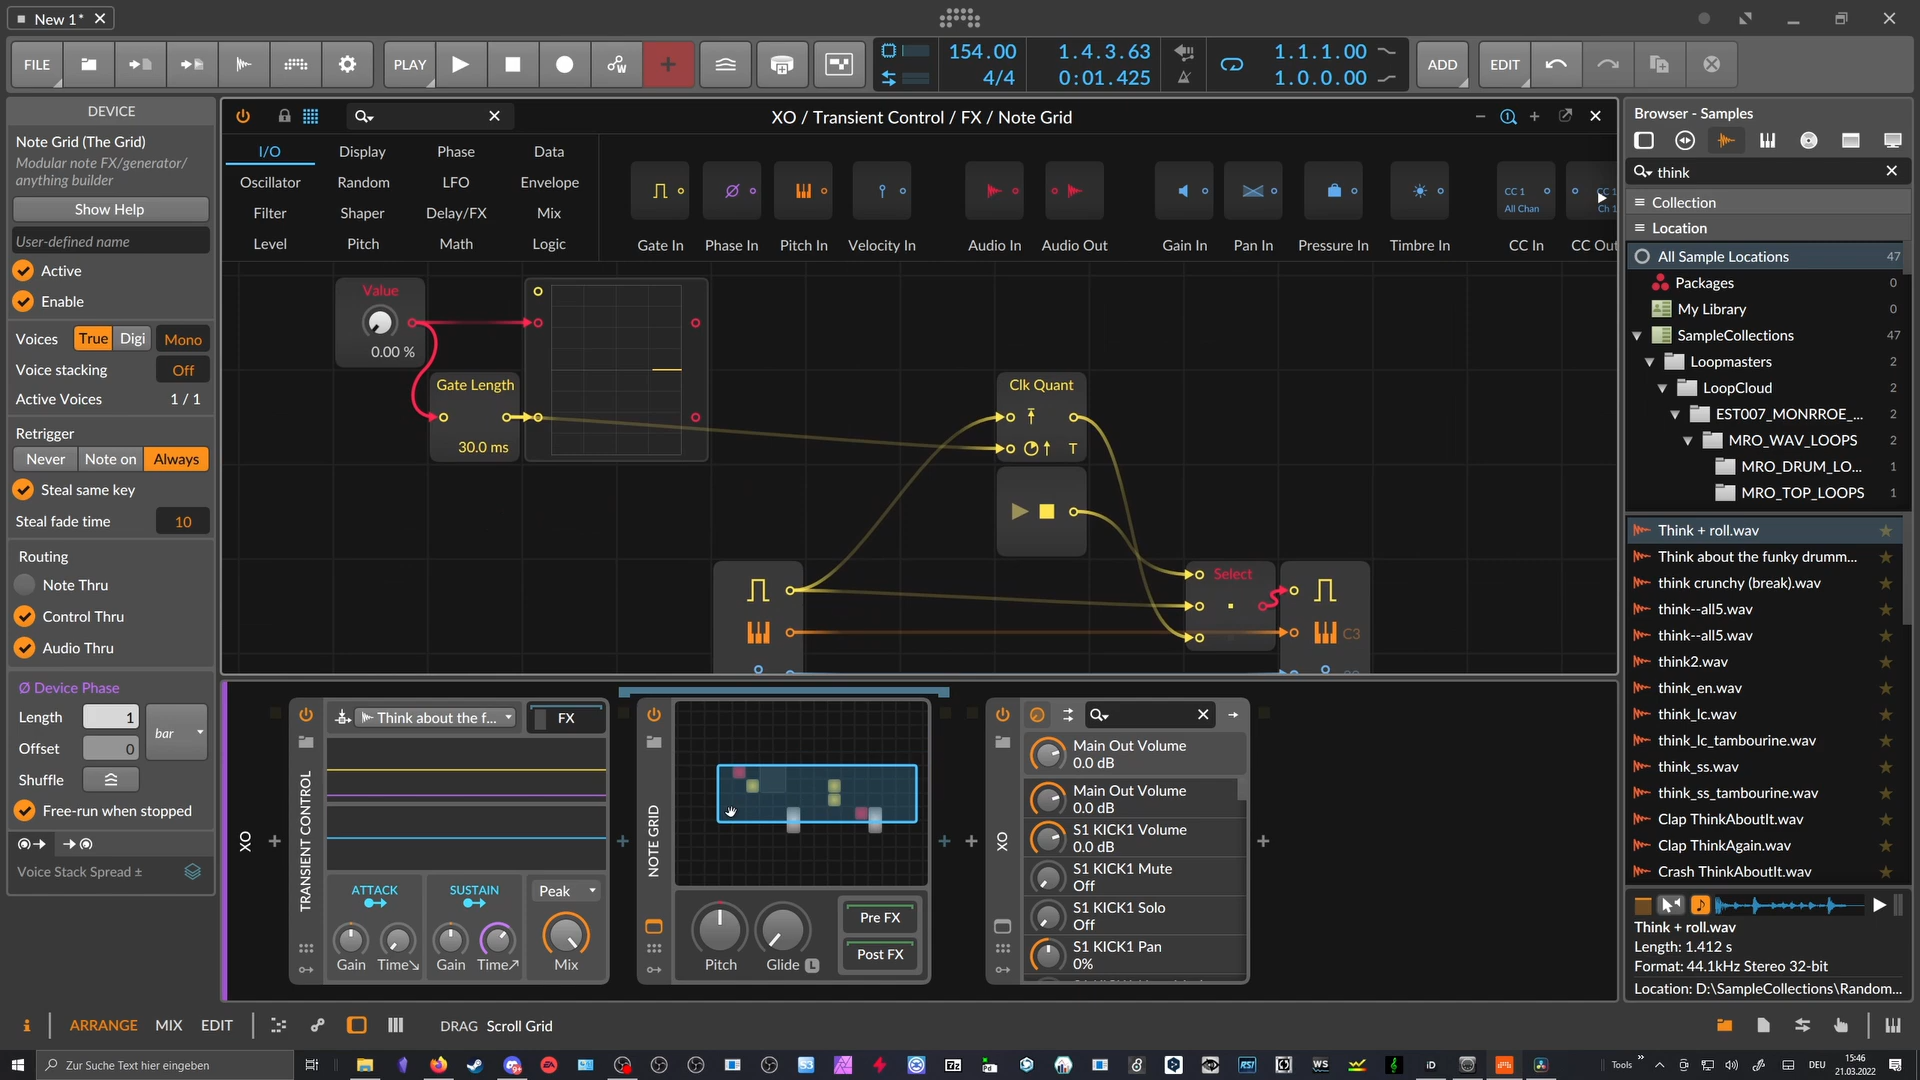 New 1*
FILE
PLAY
154.00
4/4
1.4.3.63
0:01.425
1.1.1.00
1.0.0.00
ADD
EDIT
DEVICE
Note Grid (The Grid)
Modular note FX/generator/
anything builder
Show Help
User-defined name
Active
Enable
Voices
True
Digi
Mono
Voice stacking
Off
Active Voices
1 / 1
Retrigger
Never
Note on
Always
Steal same key
Steal fade time
10
Routing
Note Thru
Control Thru
Audio Thru
Ø Device Phase
Length
1
bar
Offset
0
Shuffle
Free-run when stopped
Voice Stack Spread ±
XO / Transient Control / FX / Note Grid
I/O
Display
Phase
Data
Oscillator
Random
LFO
Envelope
Filter
Shaper
Delay/FX
Mix
Level
Pitch
Math
Logic
CC 1
All Chan
CC 1
Ch 1
Gate In
Phase In
Pitch In
Velocity In
Audio In
Audio Out
Gain In
Pan In
Pressure In
Timbre In
CC In
CC Out
Value
0.00 %
Gate Length
30.0 ms
Clk Quant
T
Select
C3
XO
TRANSIENT CONTROL
Think about the f...
FX
ATTACK
SUSTAIN
Peak
Gain
Time
Gain
Time
Mix
NOTE GRID
Pitch
Glide
L
Pre FX
Post FX
XO
Main Out Volume
0.0 dB
Main Out Volume
0.0 dB
S1 KICK1 Volume
0.0 dB
S1 KICK1 Mute
Off
S1 KICK1 Solo
Off
S1 KICK1 Pan
0%
Browser - Samples
think
Collection
Location
All Sample Locations
47
Packages
0
My Library
0
SampleCollections
47
Loopmasters
2
LoopCloud
2
EST007_MONRROE_...
2
MRO_WAV_LOOPS
2
MRO_DRUM_LO...
1
MRO_TOP_LOOPS
1
Think + roll.wav
Think about the funky drumm...
think crunchy (break).wav
think--all5.wav
think--all5.wav
think2.wav
think_en.wav
think_lc.wav
think_lc_tambourine.wav
think_ss.wav
think_ss_tambourine.wav
Clap ThinkAboutIt.wav
Clap ThinkAgain.wav
Crash ThinkAboutIt.wav
Think + roll.wav
Length: 1.412 s
Format: 44.1kHz Stereo 32-bit
Location: D:\SampleCollections\Random...
i
ARRANGE
MIX
EDIT
DRAG
Scroll Grid
Zur Suche Text hier eingeben
Tools
DEU
15:46
21.03.2022